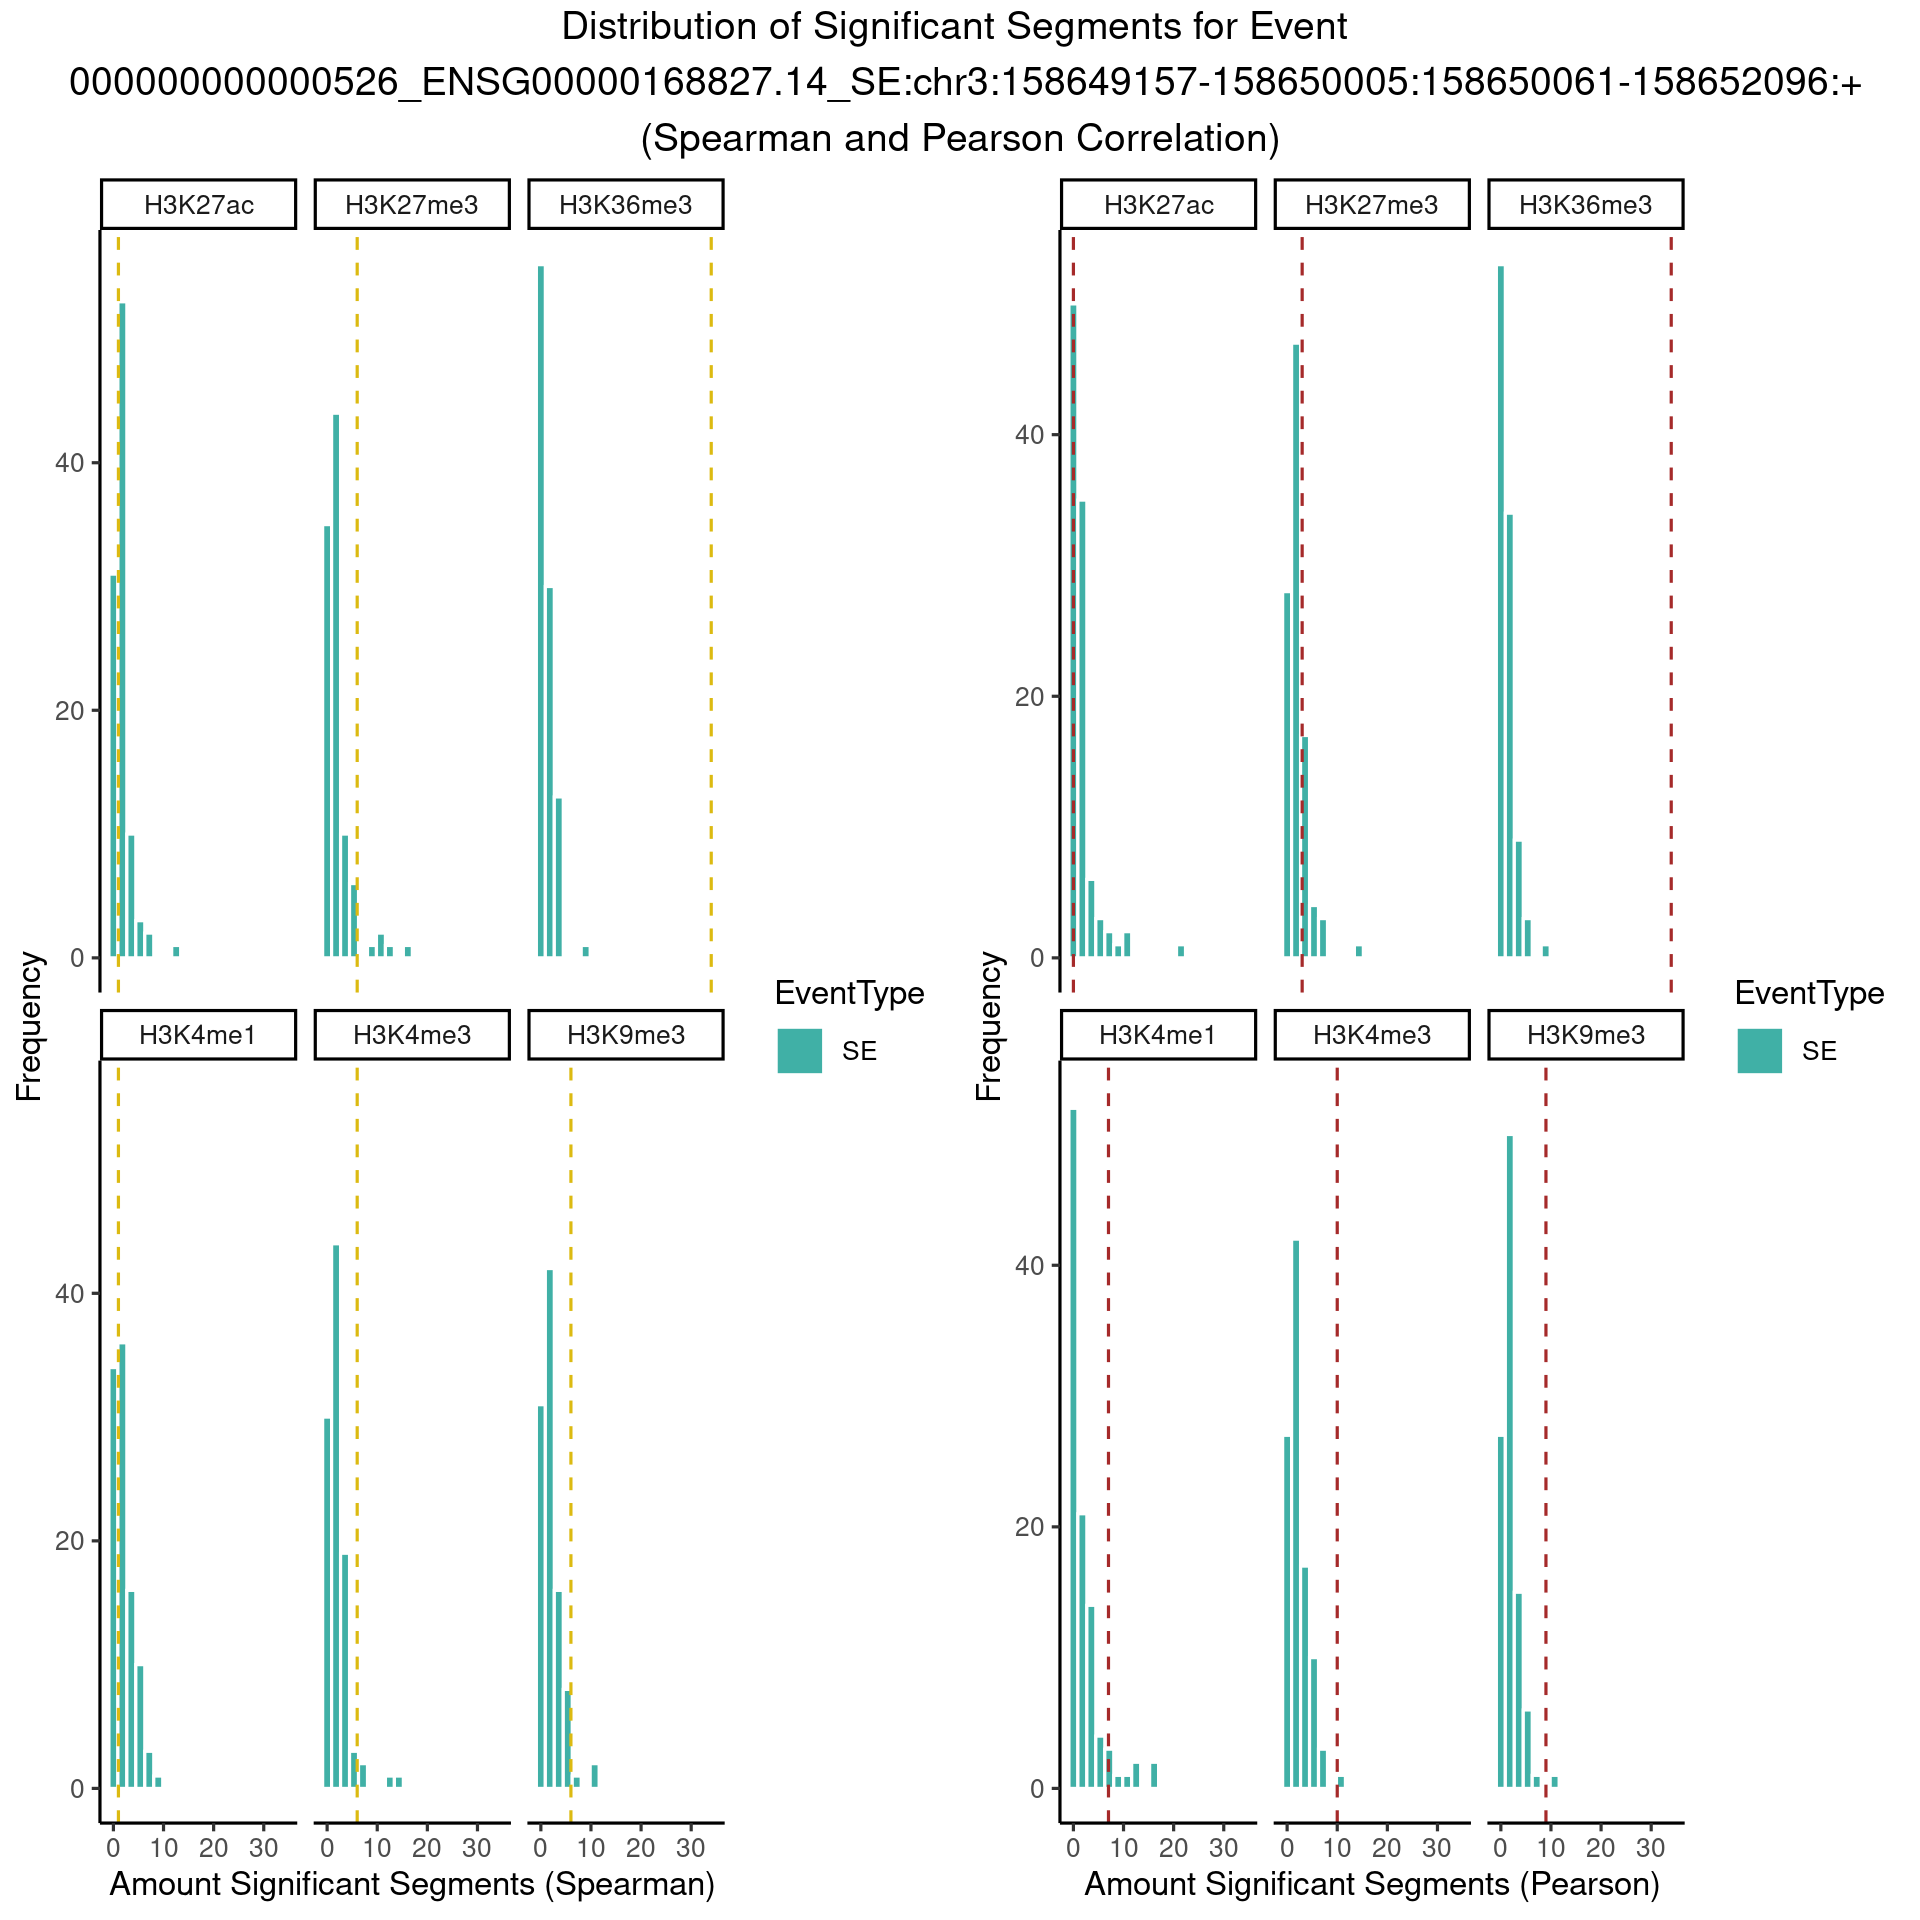 Distribution of Significant Segments for Event
000000000000526_ENSG00000168827.14_SE:chr3:158649157-158650005:158650061-158652096:+
(Spearman and Pearson Correlation)
H3K27ac H3K27me3 H3K36me3
40
20
0
H3K4me1 H3K4me3 H3K9me3
40
20
0
0 10 20 30 0 10 20 30 0 10 20 30
Amount Significant Segments (Spearman)
Frequency
EventType
SE
H3K27ac H3K27me3 H3K36me3
40
20
0
H3K4me1 H3K4me3 H3K9me3
40
20
0
0 10 20 30 0 10 20 30 0 10 20 30
Amount Significant Segments (Pearson)
Frequency
EventType
SE